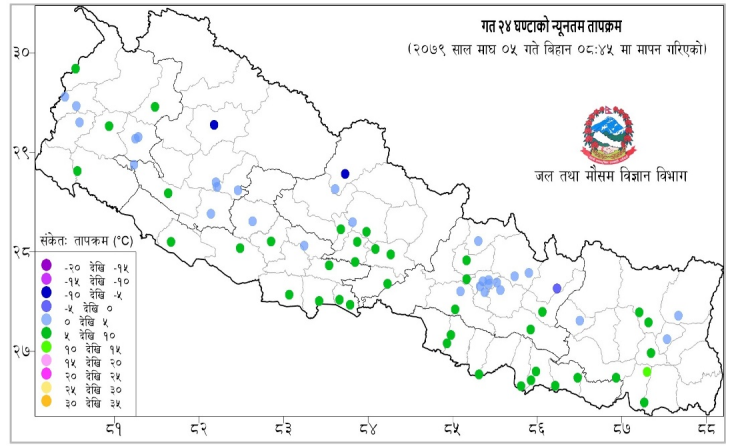 गत २४ घण्टाको न्यूनतम तापक्रम
(२०७९ साल माघ ०५ गते बिहान ०८:४५ मा मापन गरिएको)
जल तथा मौसम विज्ञान विभाग
संकेतः तापक्रम (°C)
-२० देखि -१५
-१५ देखि -१०
-१० देखि -५
-५ देखि ०
० देखि ५
५ देखि १०
१० देखि १५
१५ देखि २०
२० देखि २५
२५ देखि ३०
३० देखि ३५
३०
२९
२८
२७
८१ ८२ ८३ ८४ ८५ ८६ ८७ ८८